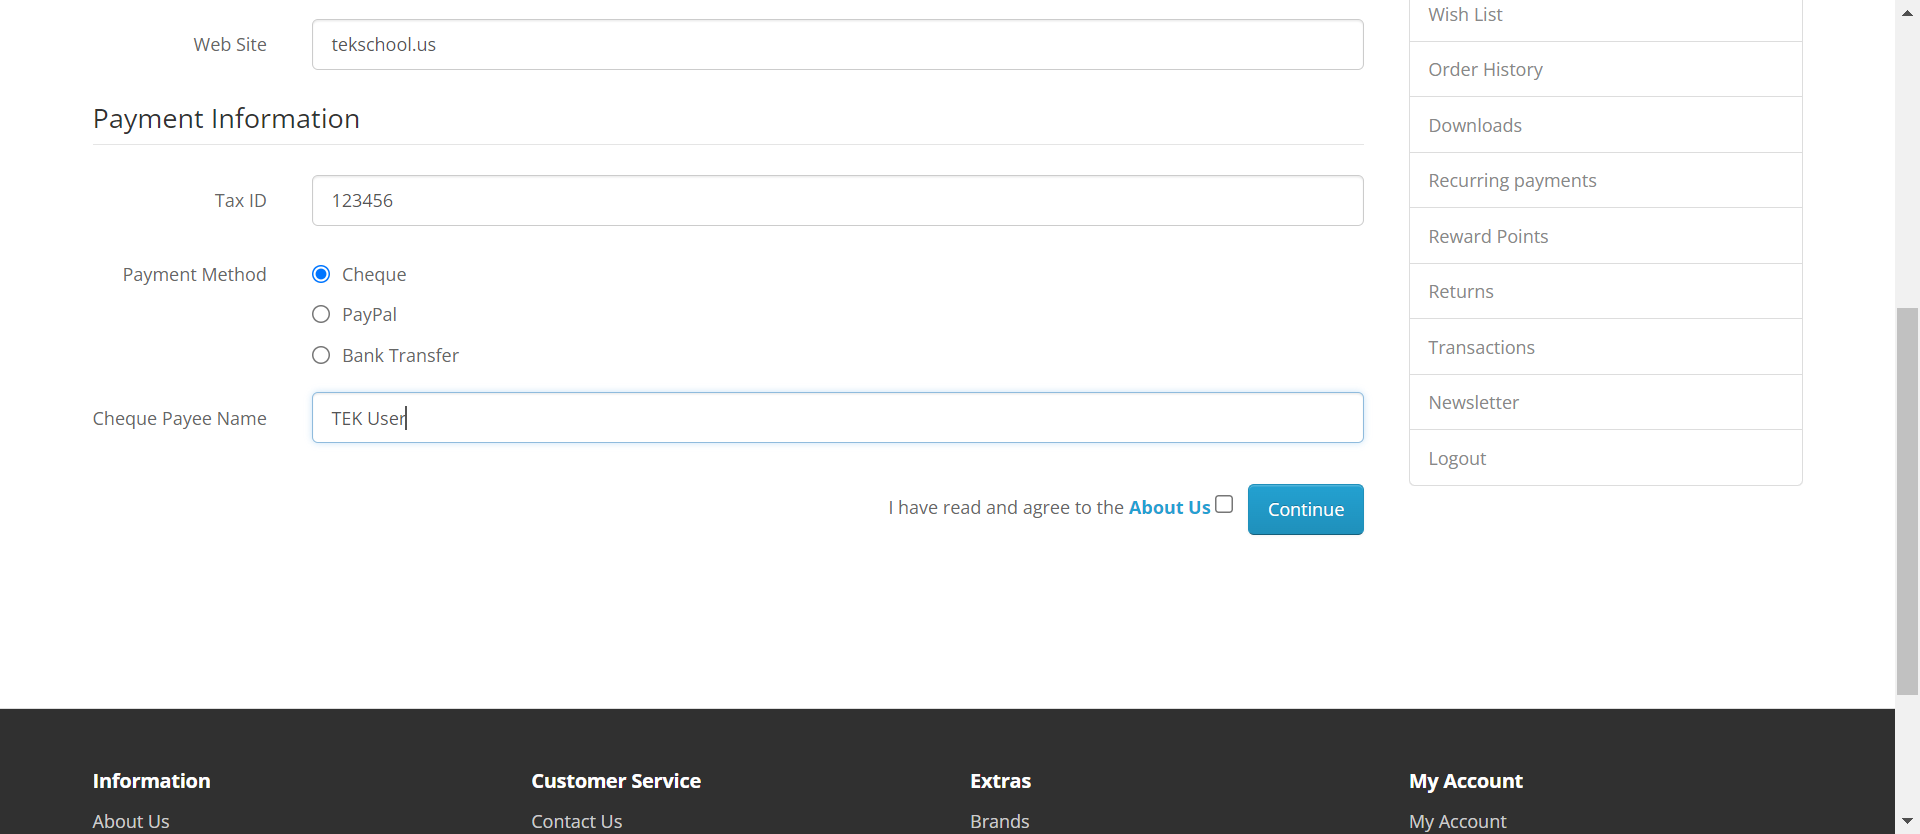 Web Site
tekschool.us
Payment Information
Tax ID
123456
Payment Method
Cheque
PayPal
Bank Transfer
Cheque Payee Name
TEK User
I have read and agree to the About Us
Continue
Wish List
Order History
Downloads
Recurring payments
Reward Points
Returns
Transactions
Newsletter
Logout
Information
About Us
Customer Service
Contact Us
Extras
Brands
My Account
My Account